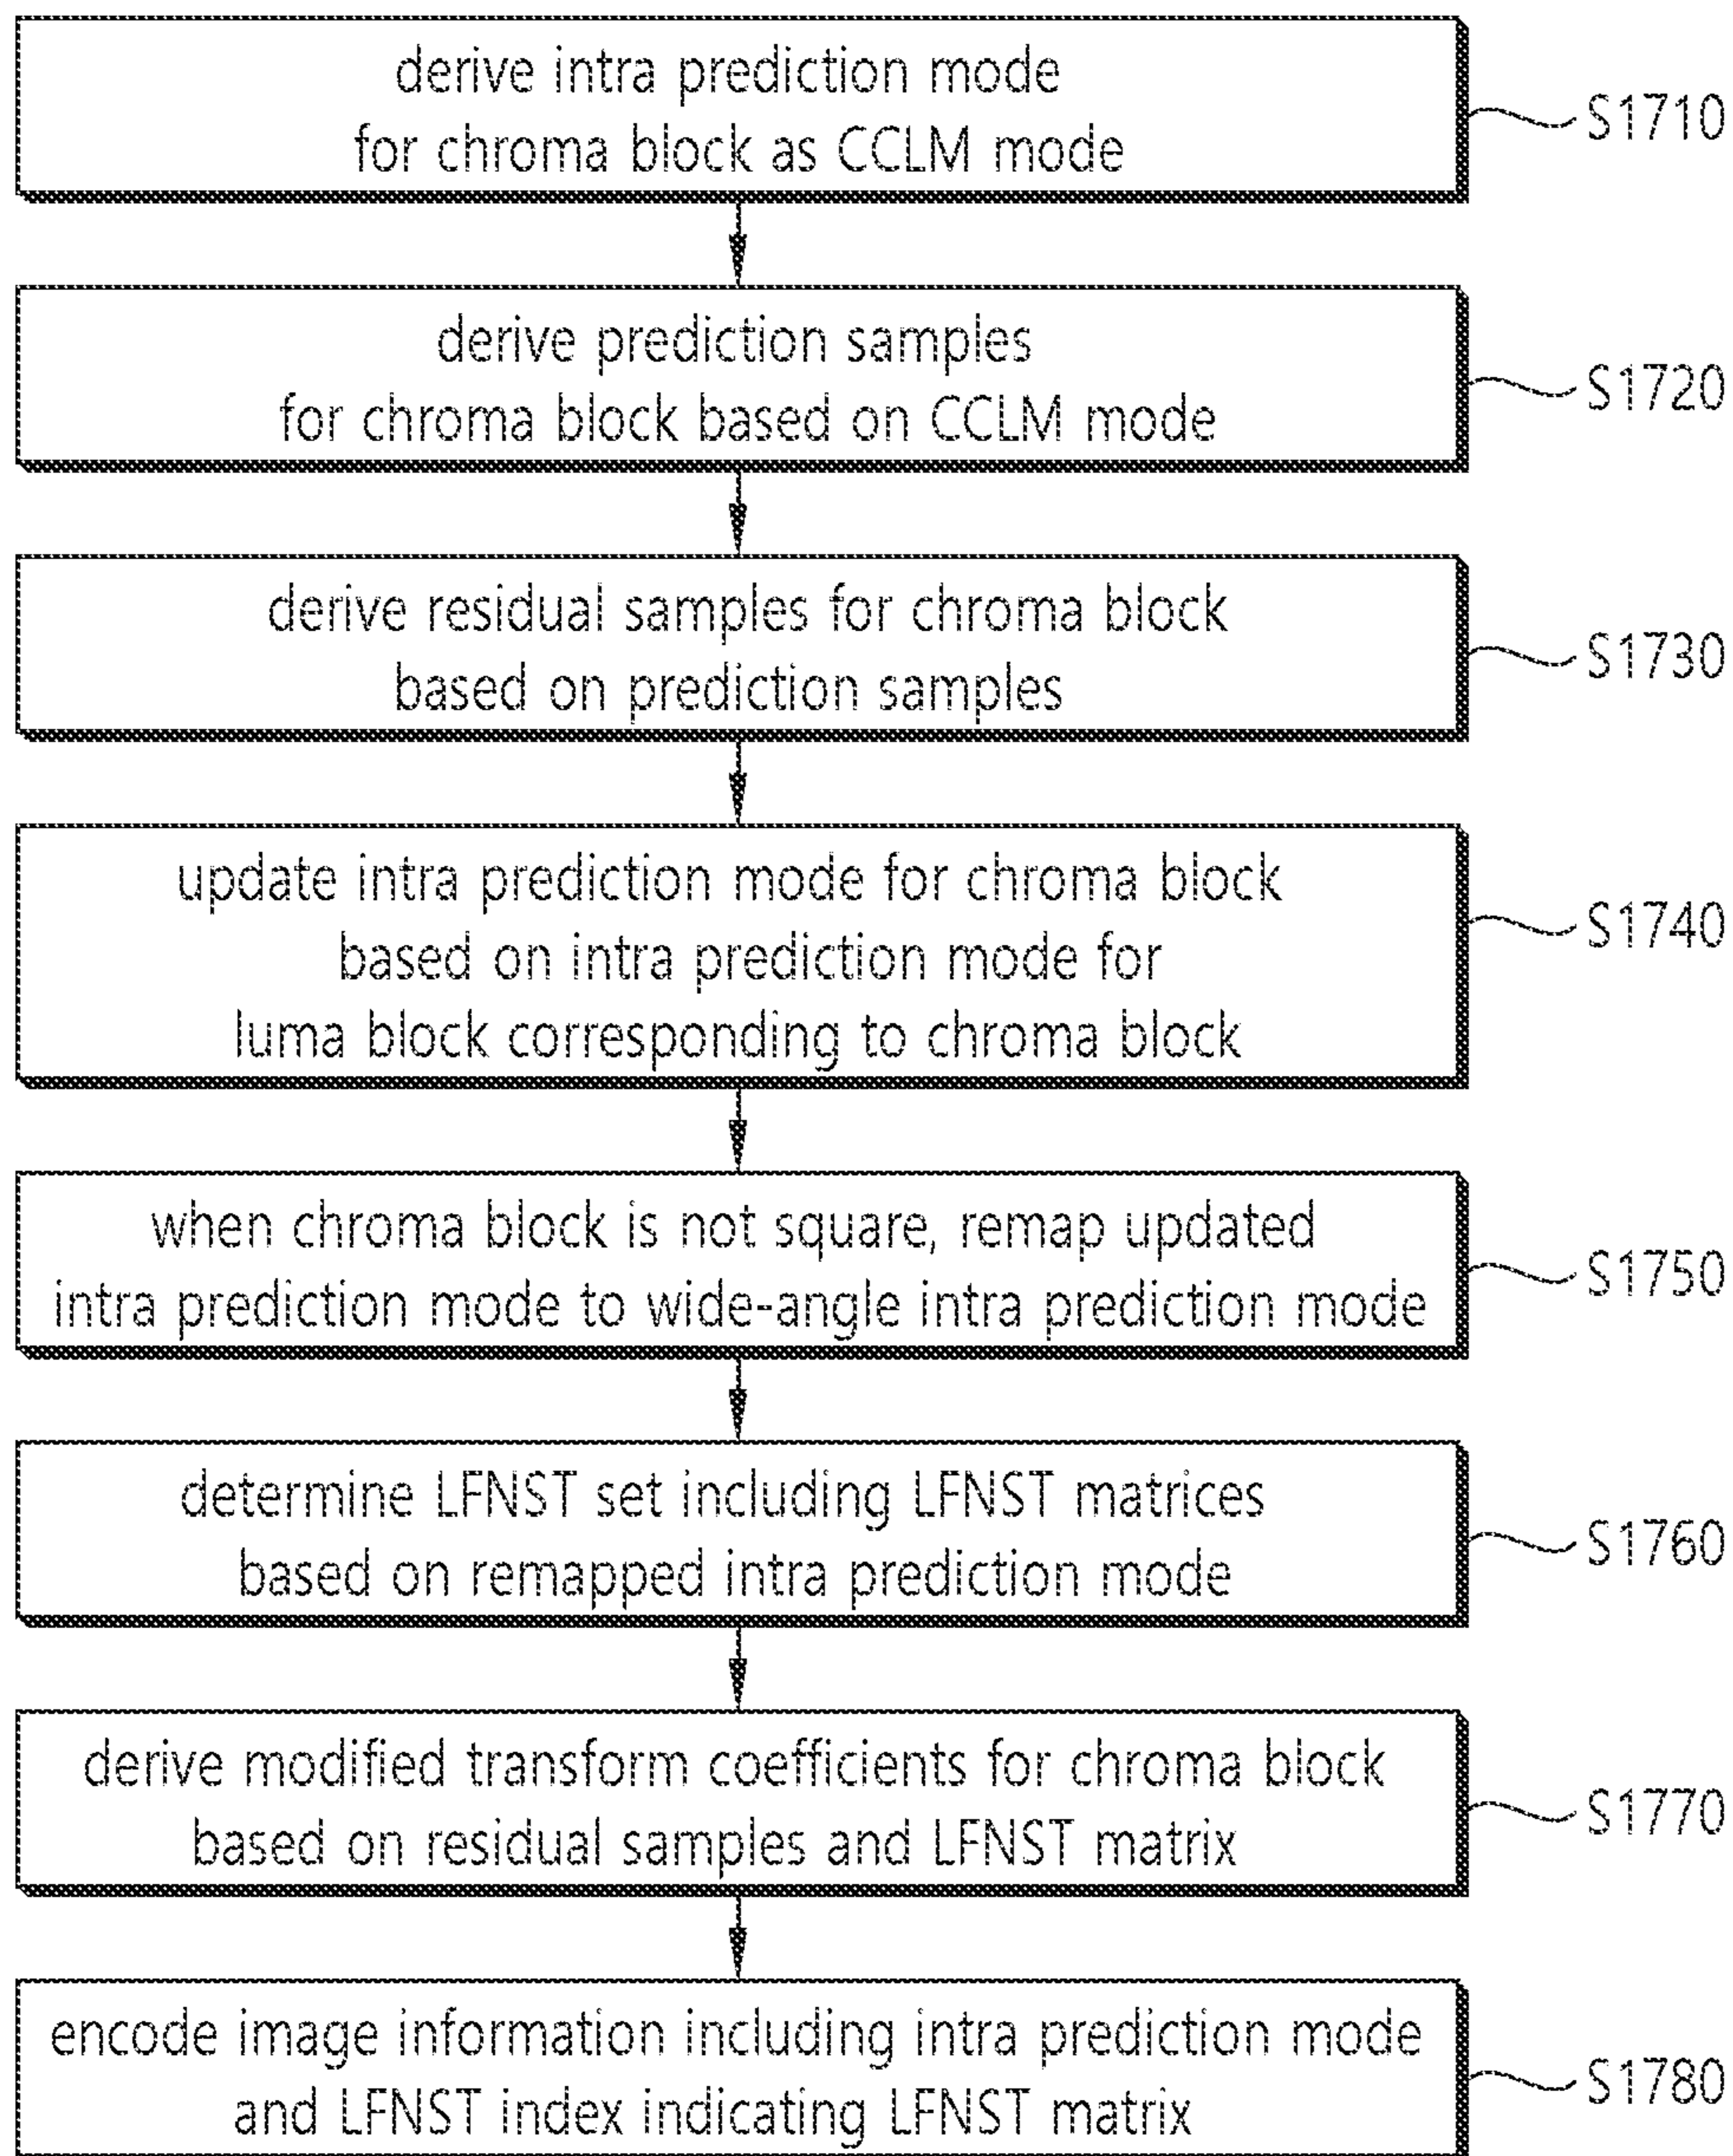 derive intra prediction mode
for chroma block as CCLM mode
S1710
derive prediction samples
for chroma block based on CCLM mode
S1720
derive residual samples for chroma block
based on prediction samples
S1730
update intra prediction mode for chroma block
based on intra prediction mode for
luma block corresponding to chroma block
S1740
when chroma block is not square, remap updated
intra prediction mode to wide-angle intra prediction mode
S1750
determine LFNST set including LFNST matrices
based on remapped intra prediction mode
S1760
derive modified transform coefficients for chroma block
based on residual samples and LFNST matrix
S1770
encode image information including intra prediction mode
and LFNST index indicating LFNST matrix
S1780